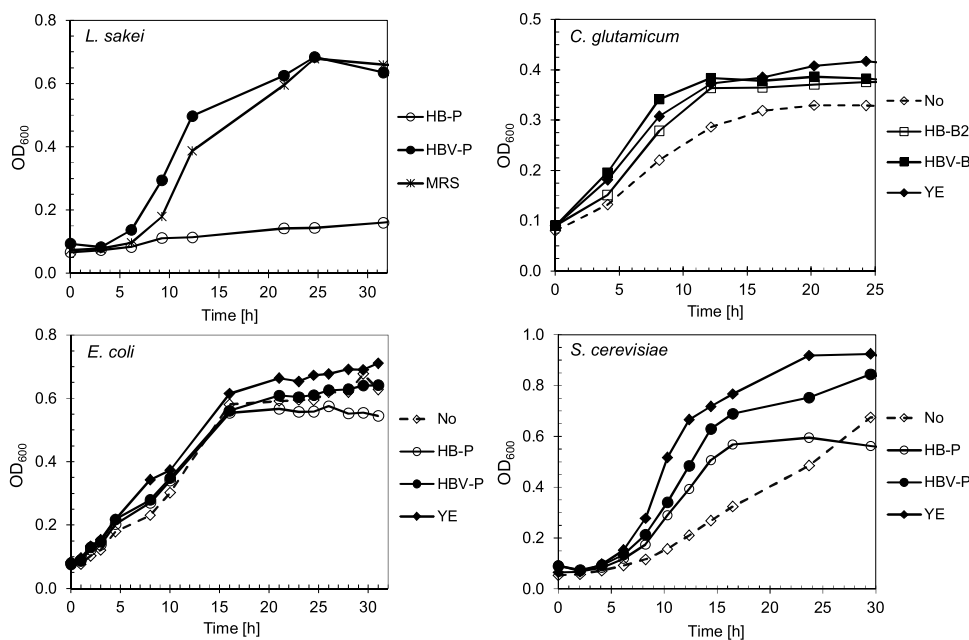 L. sakei
OD600
0.8
0.6
0.4
0.2
0.0
0 5 10 15 20 25 30
Time [h]
HB-P
HBV-P
MRS
C. glutamicum
OD600
0.5
0.4
0.3
0.2
0.1
0.0
0 5 10 15 20 25
Time [h]
No
HB-B2
HBV-B
YE
E. coli
OD600
0.8
0.6
0.4
0.2
0.0
0 5 10 15 20 25 30
Time [h]
No
HB-P
HBV-P
YE
S. cerevisiae
OD600
1.0
0.8
0.6
0.4
0.2
0.0
0 5 10 15 20 25 30
Time [h]
No
HB-P
HBV-P
YE